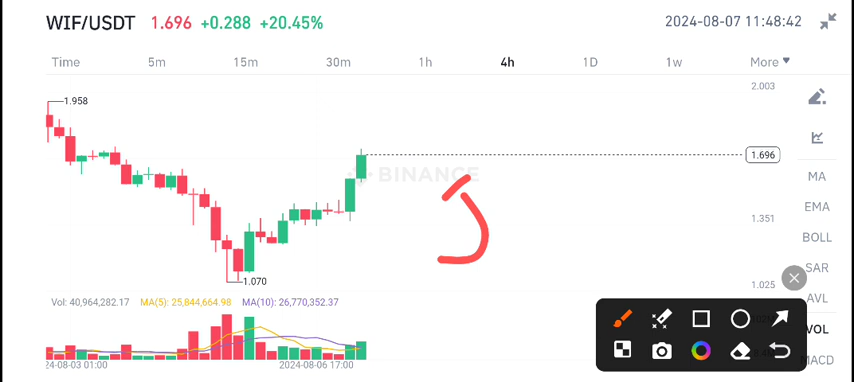 WIF/USDT 1.696 +0.288 +20.45% 2024-08-07 11:48:42
Time 5m 15m 30m 1h 4h 1D 1w More
2.003
1.958
1.696
BINANCE
MA
1.351
EMA
BOLL
SAR
1.070
1.025
AVL
Vol: 40,964,282.17 MA(5): 25,844,664.98 MA(10): 26,770,352.37
VOL
MACD
24-08-03 01:00 2024-08-06 17:00